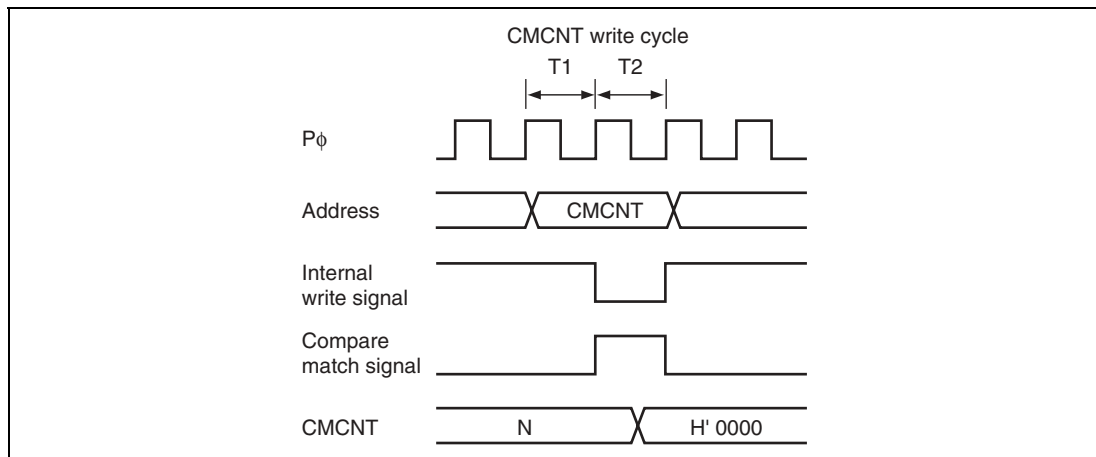 CMCNT write cycle
T1 T2
Pϕ
Address CMCNT
Internal
write signal
Compare
match signal
CMCNT N H' 0000